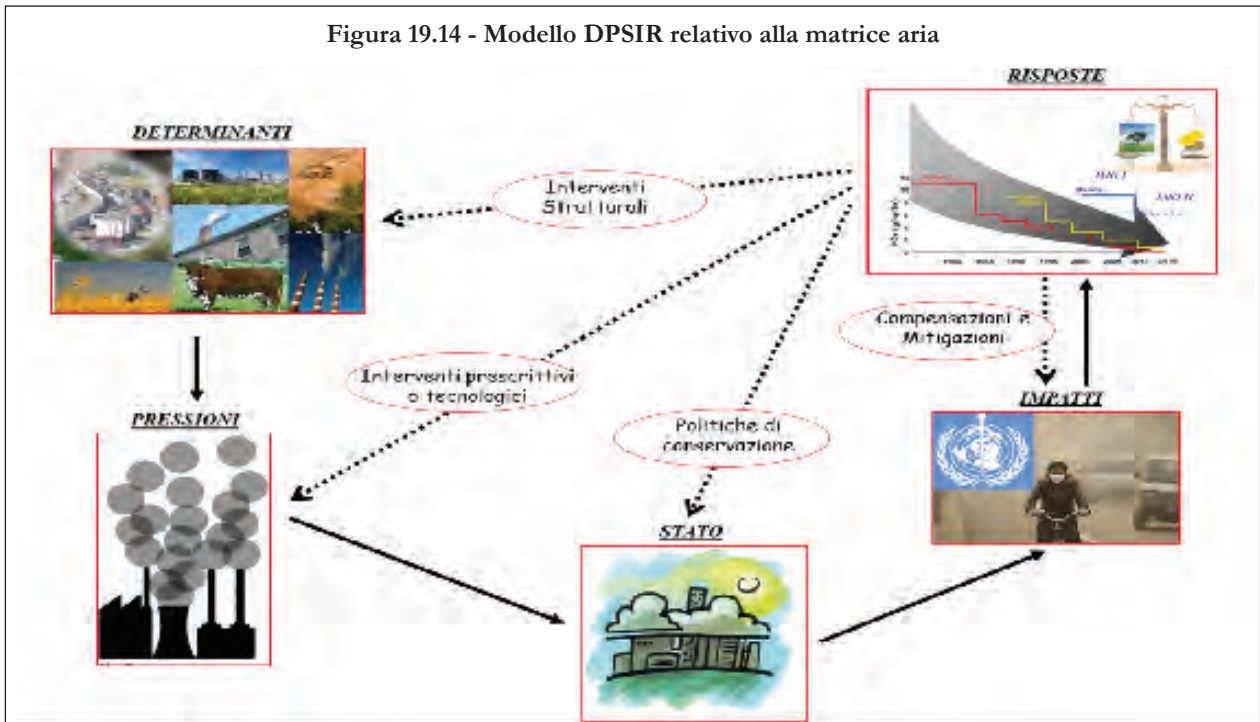 Figura 19.14 - Modello DPSIR relativo alla matrice aria
RISPOSTE
DETERMINANTI
Interventi
Strutturali
Compensazioni e
Mitigazioni
Interventi prescrittivi
o tecnologici
IMPATTI
PRESSIONI
Politiche di
conservazione
STATO